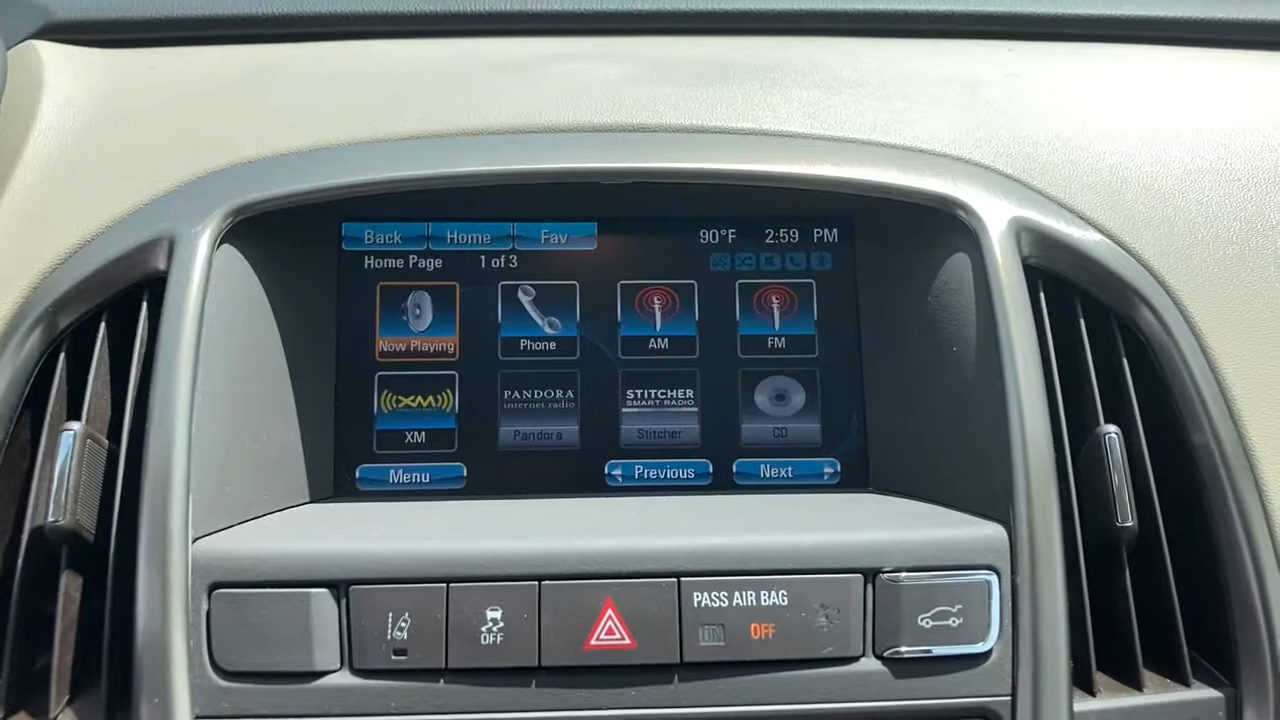 Back Home Fav 90°F 2:59 PM
Home Page 1 of 3
Now Playing Phone AM FM
XM
PANDORA
internet radio
STITCHER
SMART RADIO
XM Pandora Stitcher CD
Menu Previous Next
PASS AIR BAG
OFF ON OFF